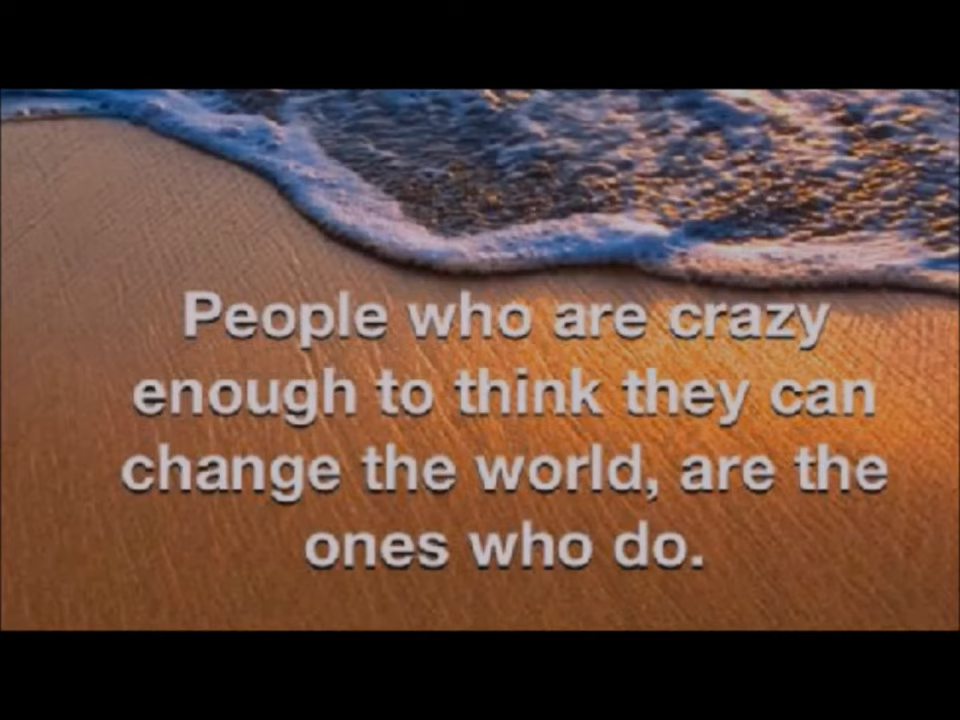 People who are crazy
enough to think they can
change the world, are the
ones who do.